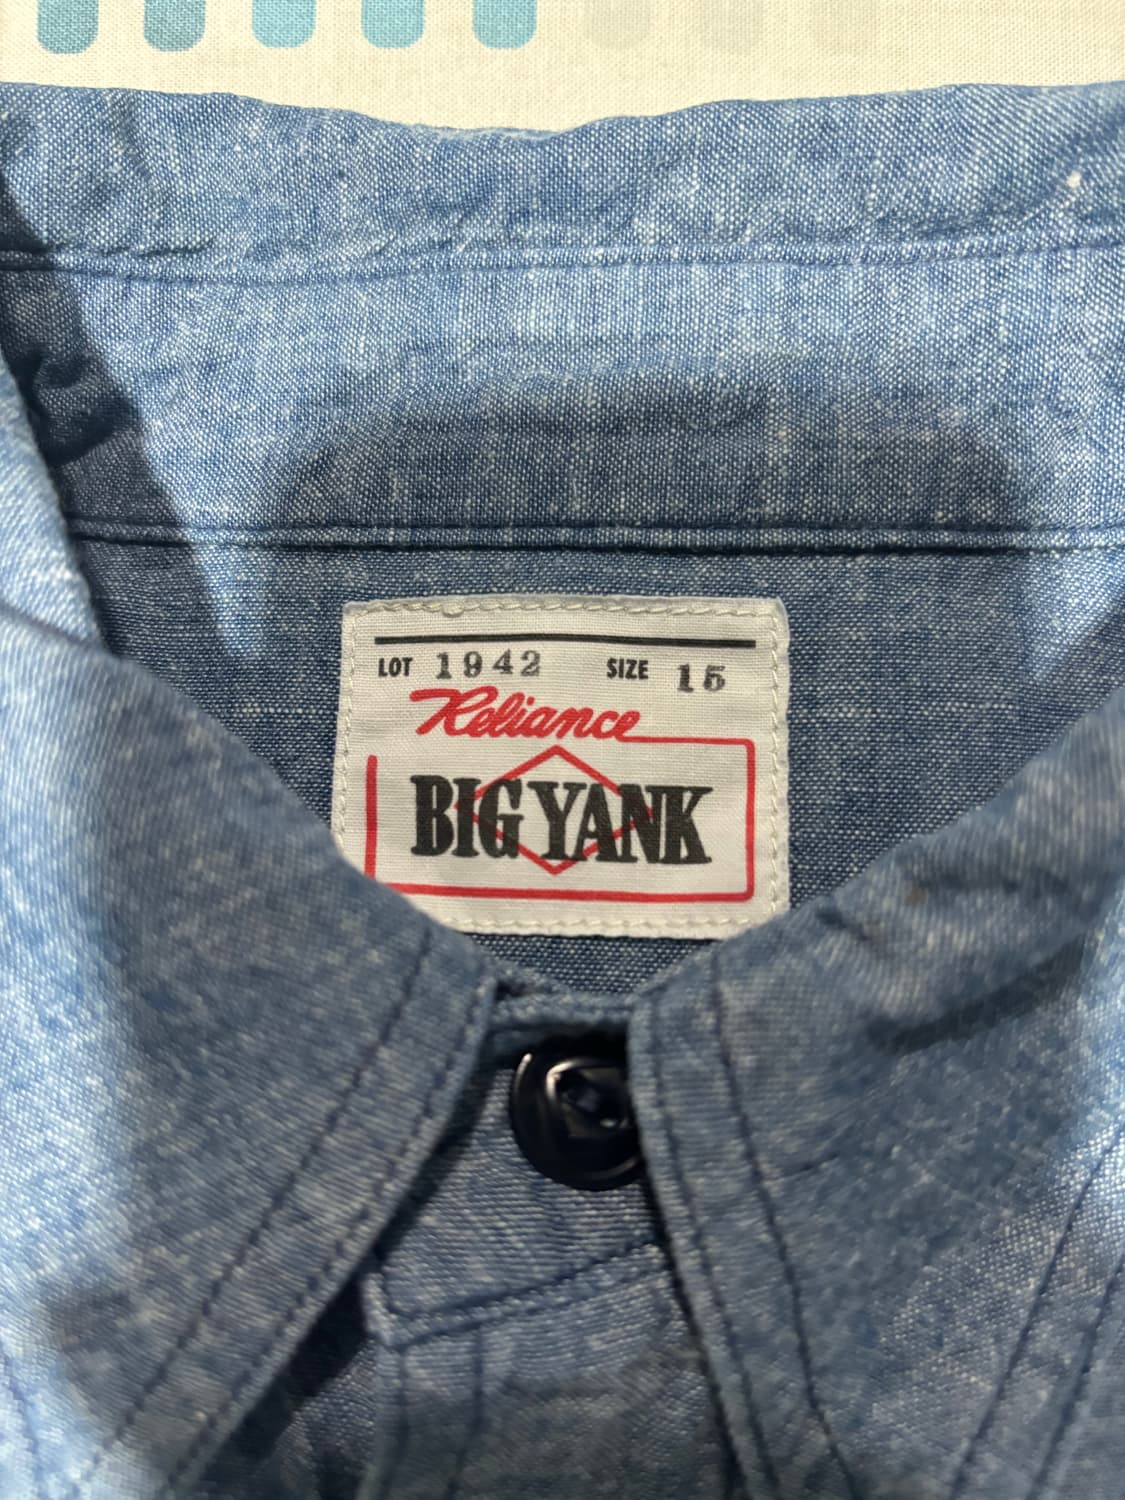 LOT 1942 SIZE 15
Reliance
BIG YANK